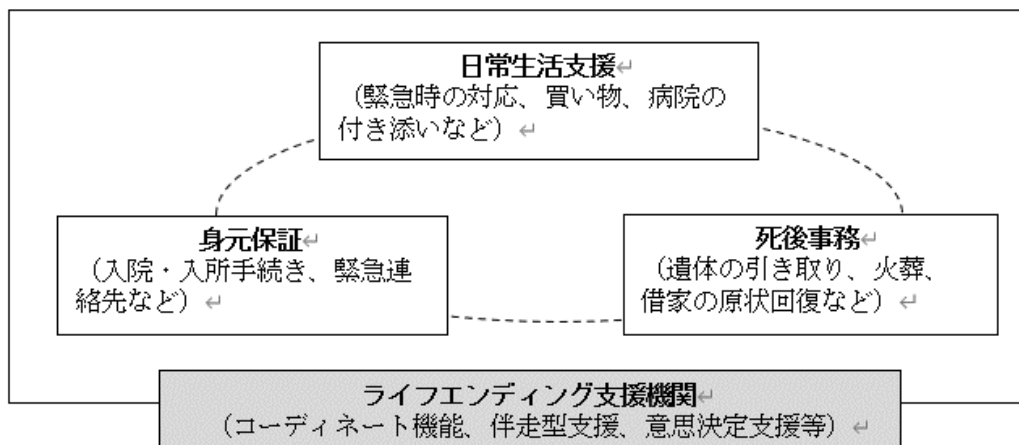 日常生活支援↵
（緊急時の対応、買い物、病院の
付き添いなど）↵
身元保証↵
（入院・入所手続き、緊急連
絡先など）↵
死後事務↵
（遺体の引き取り、火葬、
借家の原状回復など）↵
ライフエンディング支援機関↵
（コーディネート機能、伴走型支援、意思決定支援等）↵